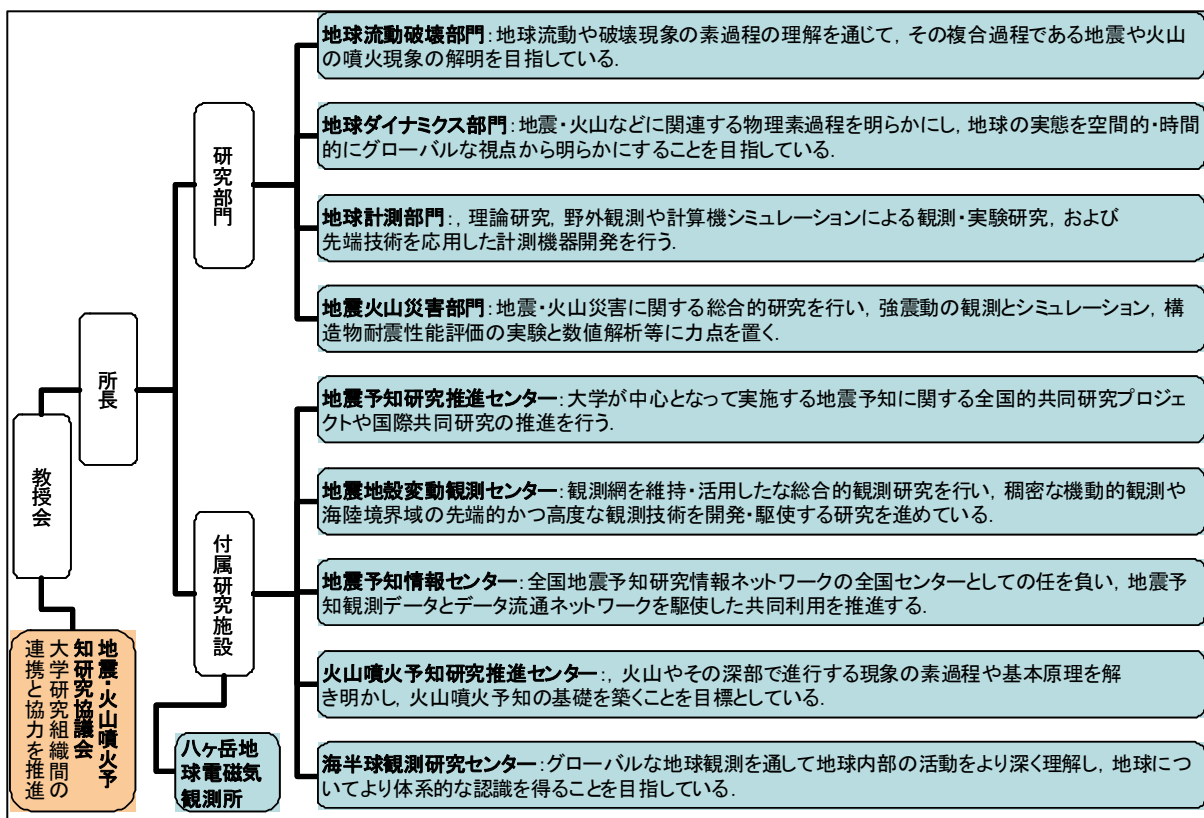 地球流動破壊部門:地球流動や破壊現象の素過程の理解を通じて，その複合過程である地震や火山
の噴火現象の解明を目指している.
地球ダイナミクス部門:地震・火山などに関連する物理素過程を明らかにし，地球の実態を空間的・時間
的にグローバルな視点から明らかにすることを目指している.
地球計測部門:，理論研究，野外観測や計算機シミュレーションによる観測・実験研究，および
先端技術を応用した計測機器開発を行う.
地震火山災害部門:地震・火山災害に関する総合的研究を行い，強震動の観測とシミュレーション，構
造物耐震性能評価の実験と数値解析等に力点を置く.
研究部門
所長
教授会
地震予知研究推進センター:大学が中心となって実施する地震予知に関する全国的共同研究プロジェ
クトや国際共同研究の推進を行う.
地震地殻変動観測センター:観測網を維持・活用したな総合的観測研究を行い，稠密な機動的観測や
海陸境界域の先端的かつ高度な観測技術を開発・駆使する研究を進めている.
地震予知情報センター:全国地震予知研究情報ネットワークの全国センターとしての任を負い，地震予
知観測データとデータ流通ネットワークを駆使した共同利用を推進する.
火山噴火予知研究推進センター:，火山やその深部で進行する現象の素過程や基本原理を解
き明かし，火山噴火予知の基礎を築くことを目標としている.
海半球観測研究センター:グローバルな地球観測を通して地球内部の活動をより深く理解し，地球につ
いてより体系的な認識を得ることを目指している.
付属研究施設
八ヶ岳地
球電磁気
観測所
地震・火山噴火予
知研究協議会
大学研究組織間の
連携と協力を推進